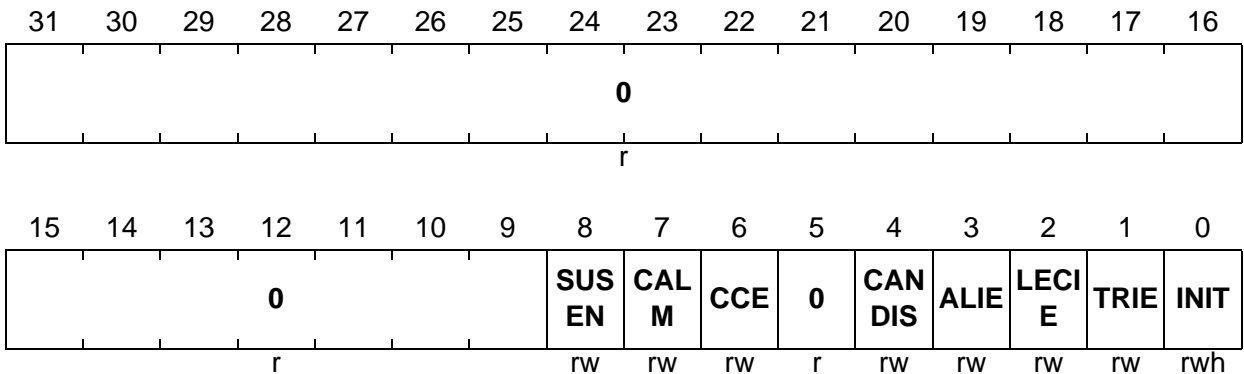 31 30 29 28 27 26 25 24 23 22 21 20 19 18 17 16
0
r
15 14 13 12 11 10 9 8 7 6 5 4 3 2 1 0
0 SUS EN CAL M CCE 0 CAN DIS ALIE LECI E TRIE INIT
r rw rw rw r rw rw rw rw rwh